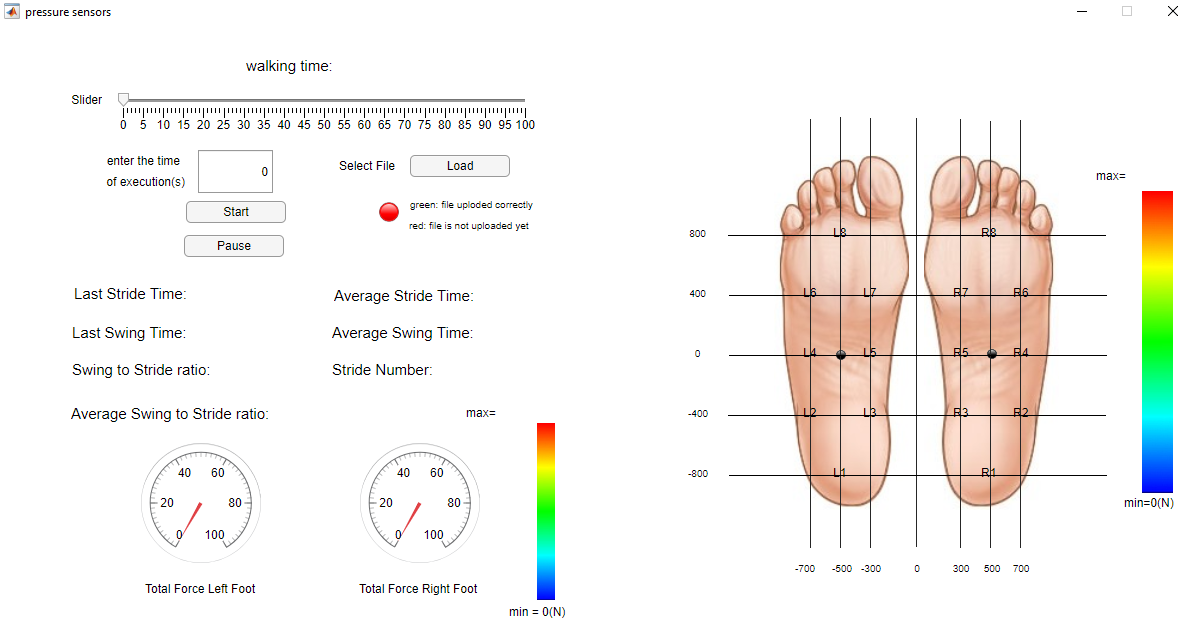 pressure sensors
walking time:
Slider
0 5 10 15 20 25 30 35 40 45 50 55 60 65 70 75 80 85 90 95 100
enter the time
of execution(s)
0
Select File
Load
Start
Pause
green: file uploded correctly
red: file is not uploaded yet
Last Stride Time:
Average Stride Time:
Last Swing Time:
Average Swing Time:
Swing to Stride ratio:
Stride Number:
Average Swing to Stride ratio:
max=
0 20 40 60 80 100
0 20 40 60 80 100
Total Force Left Foot
Total Force Right Foot
min = 0(N)
max=
800
L8 R8
400
L6 L7 R7 R6
0
L4 L5 R5 R4
-400
L2 L3 R3 R2
-800
L1 R1
min=0(N)
-700 -500 -300 0 300 500 700